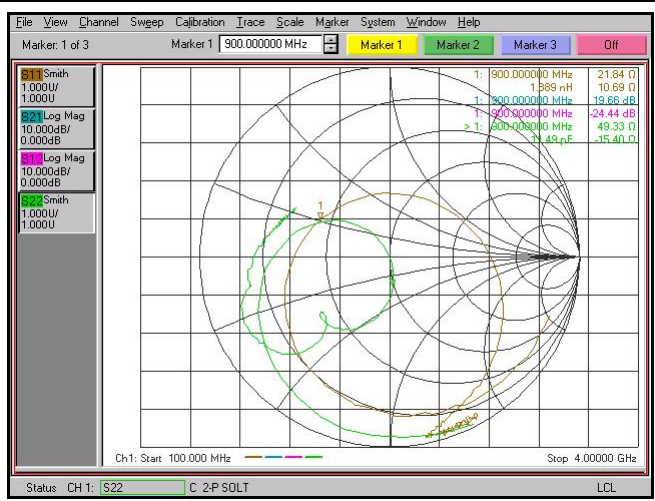 File View Channel Sweep Calibration Trace Scale Marker System Window Help
Marker: 1 of 3 Marker 1 900.000000 MHz Marker 1 Marker 2 Marker 3 Off
S11 Smith
1.000U/
1.000U
S21 Log Mag
10.000dB/
0.000dB
S12 Log Mag
10.000dB/
0.000dB
S22 Smith
1.000U/
1.000U
1: 900.000000 MHz 21.84 Ω
1.889 nH 10.69 Ω
1: 900.000000 MHz 19.66 dB
1: 900.000000 MHz -24.44 dB
> 1: 900.000000 MHz 49.33 Ω
11.49 pF -15.40 Ω
1
Ch1: Start 100.000 MHz Stop 4.00000 GHz
Status CH 1: S22 C 2-P SOLT LCL